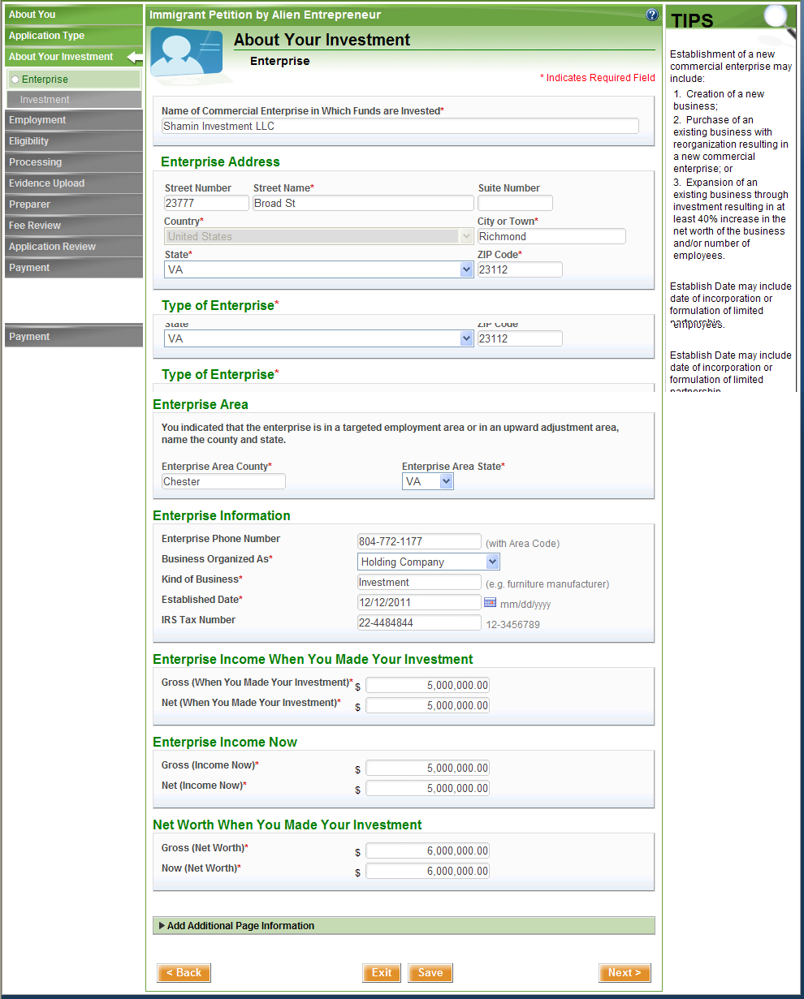 About You
Application Type
About Your Investment
Enterprise
Investment
Employment
Eligibility
Processing
Evidence Upload
Preparer
Fee Review
Application Review
Payment
Payment
Immigrant Petition by Alien Entrepreneur
?
About Your Investment
Enterprise
* Indicates Required Field
Name of Commercial Enterprise in Which Funds are Invested*
Shamin Investment LLC
Enterprise Address
Street Number Street Name* Suite Number
23777 Broad St
Country* City or Town*
United States Richmond
State* ZIP Code*
VA 23112
Type of Enterprise*
State ZIP Code
VA 23112
Type of Enterprise*
Enterprise Area
You indicated that the enterprise is in a targeted employment area or in an upward adjustment area,
name the county and state.
Enterprise Area County* Enterprise Area State*
Chester VA
Enterprise Information
Enterprise Phone Number 804-772-1177 (with Area Code)
Business Organized As* Holding Company
Kind of Business* Investment (e.g. furniture manufacturer)
Established Date* 12/12/2011 mm/dd/yyyy
IRS Tax Number 22-4484844 12-3456789
Enterprise Income When You Made Your Investment
Gross (When You Made Your Investment)* $ 5,000,000.00
Net (When You Made Your Investment)* $ 5,000,000.00
Enterprise Income Now
Gross (Income Now)* $ 5,000,000.00
Net (Income Now)* $ 5,000,000.00
Net Worth When You Made Your Investment
Gross (Net Worth)* $ 6,000,000.00
Now (Net Worth)* $ 6,000,000.00
Add Additional Page Information
< Back Exit Save Next >
TIPS
Establishment of a new
commercial enterprise may
include:
1. Creation of a new
business;
2. Purchase of an
existing business with
reorganization resulting in
a new commercial
enterprise; or
3. Expansion of an
existing business through
investment resulting in at
least 40% increase in the
net worth of the business
and/or number of
employees.
Establish Date may include
date of incorporation or
formulation of limited
partnership
employees.
Establish Date may include
date of incorporation or
formulation of limited
partnership